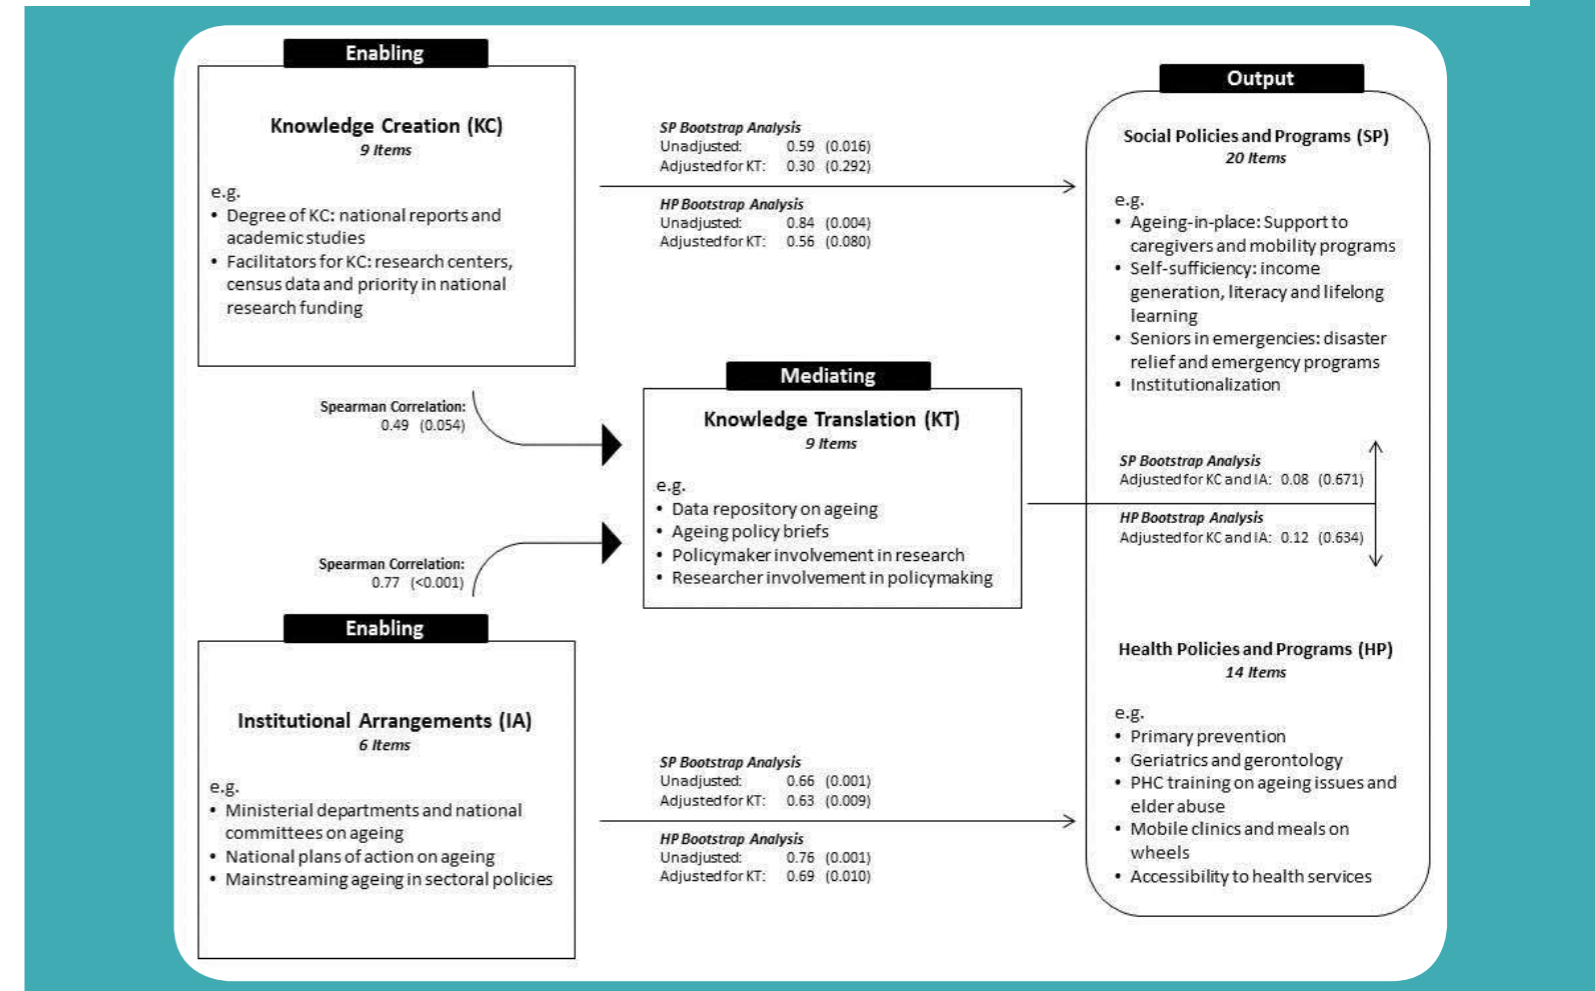 Enabling
Knowledge Creation (KC)
9 Items
e.g.
• Degree of KC: national reports and
academic studies
• Facilitators for KC: research centers,
census data and priority in national
research funding
SP Bootstrap Analysis
Unadjusted: 0.59 (0.016)
Adjusted for KT: 0.30 (0.292)
HP Bootstrap Analysis
Unadjusted: 0.84 (0.004)
Adjusted for KT: 0.56 (0.080)
Output
Social Policies and Programs (SP)
20 Items
e.g.
• Ageing-in-place: Support to
caregivers and mobility programs
• Self-sufficiency: income
generation, literacy and lifelong
learning
• Seniors in emergencies: disaster
relief and emergency programs
• Institutionalization
Spearman Correlation:
0.49 (0.054)
Mediating
Knowledge Translation (KT)
9 Items
e.g.
• Data repository on ageing
• Ageing policy briefs
• Policymaker involvement in research
• Researcher involvement in policymaking
SP Bootstrap Analysis
Adjusted for KC and IA: 0.08 (0.671)
HP Bootstrap Analysis
Adjusted for KC and IA: 0.12 (0.634)
Spearman Correlation:
0.77 (<0.001)
Enabling
Institutional Arrangements (IA)
6 Items
e.g.
• Ministerial departments and national
committees on ageing
• National plans of action on ageing
• Mainstreaming ageing in sectoral policies
SP Bootstrap Analysis
Unadjusted: 0.66 (0.001)
Adjusted for KT: 0.63 (0.009)
HP Bootstrap Analysis
Unadjusted: 0.76 (0.001)
Adjusted for KT: 0.69 (0.010)
Health Policies and Programs (HP)
14 Items
e.g.
• Primary prevention
• Geriatrics and gerontology
• PHC training on ageing issues and
elder abuse
• Mobile clinics and meals on
wheels
• Accessibility to health services